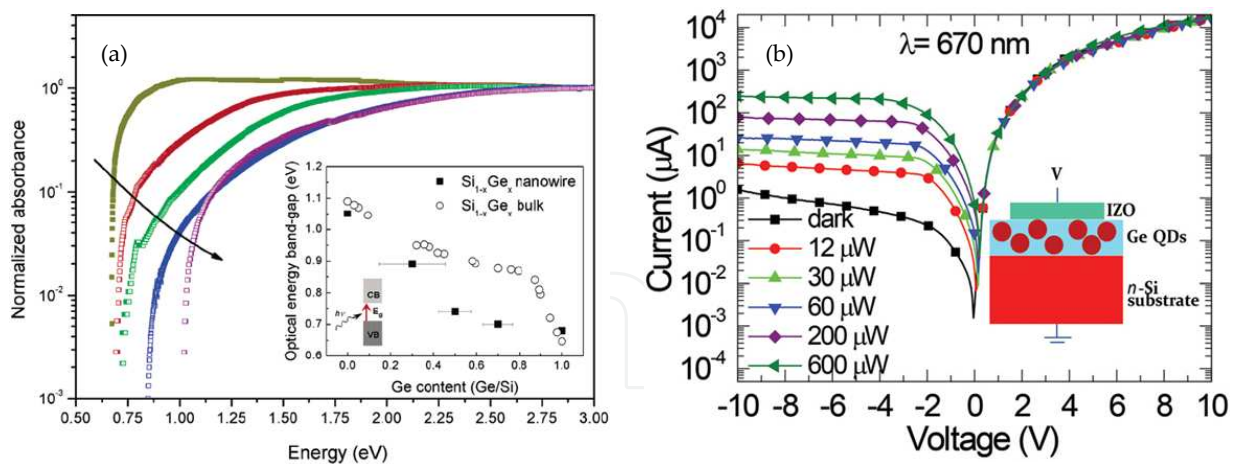 (a)
10^0
10^-1
10^-2
10^-3
Normalized absorbance
0.50 0.75 1.00 1.25 1.50 1.75 2.00 2.25 2.50 2.75 3.00
Energy (eV)
1.3
1.2
1.1
1.0
0.9
0.8
0.7
0.6
Optical energy band-gap (eV)
Si1-xGex nanowire
Si1-xGex bulk
CB
hν
Eg
VB
0.0 0.2 0.4 0.6 0.8 1.0
Ge content (Ge/Si)
(b)
λ= 670 nm
10^4
10^3
10^2
10^1
10^0
10^-1
10^-2
10^-3
10^-4
Current (μA)
dark
12 μW
30 μW
60 μW
200 μW
600 μW
V
IZO
Ge QDs
n-Si
substrate
-10 -8 -6 -4 -2 0 2 4 6 8 10
Voltage (V)